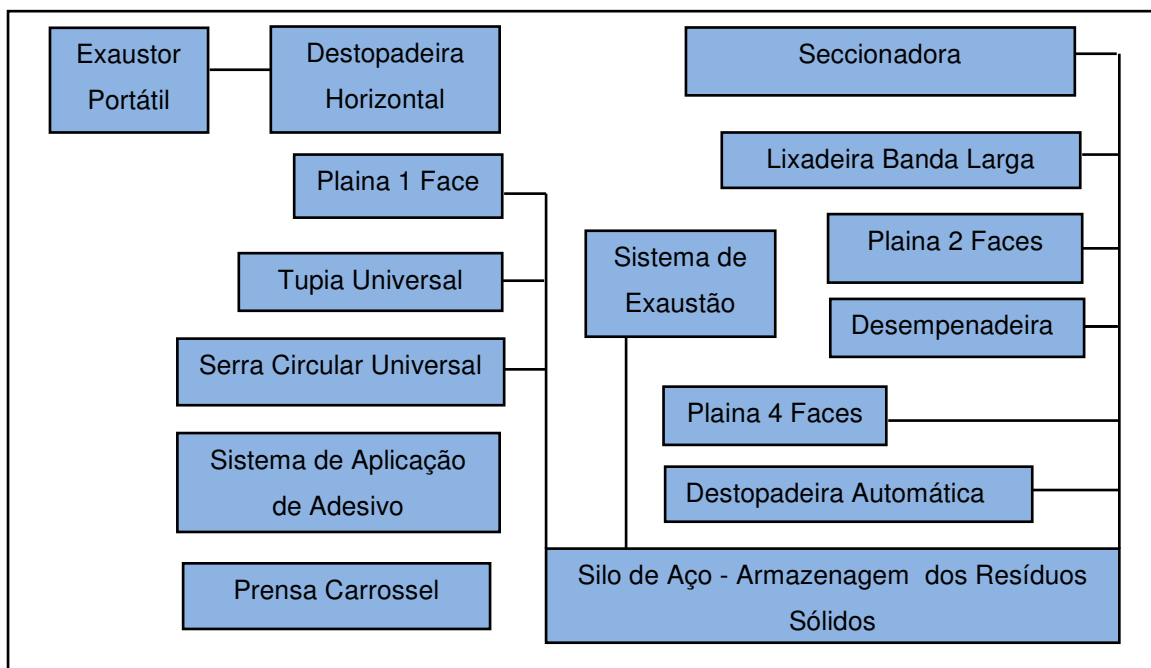 Exaustor
Portátil
Destopadeira
Horizontal
Seccionadora
Plaina 1 Face
Lixadeira Banda Larga
Tupia Universal
Sistema de
Exaustão
Plaina 2 Faces
Serra Circular Universal
Desempenadeira
Sistema de Aplicação
de Adesivo
Plaina 4 Faces
Destopadeira Automática
Prensa Carrossel
Silo de Aço - Armazenagem dos Resíduos
Sólidos